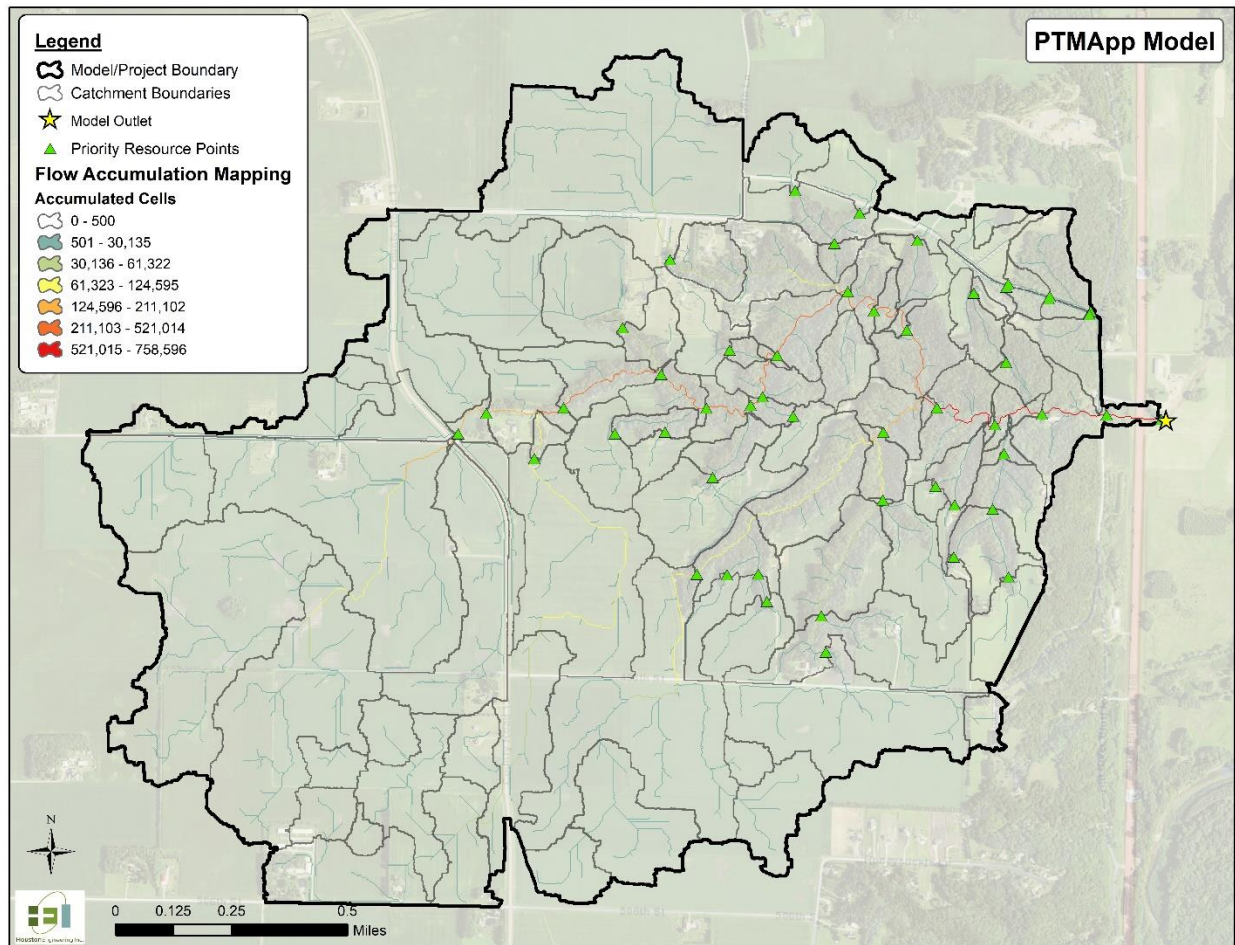 Legend
Model/Project Boundary
Catchment Boundaries
Model Outlet
Priority Resource Points
Flow Accumulation Mapping
Accumulated Cells
0 - 500
501 - 30,135
30,136 - 61,322
61,323 - 124,595
124,596 - 211,102
211,103 - 521,014
521,015 - 758,596
PTMApp Model
N
HoustonEngineering Inc.
0 0.125 0.25 0.5
Miles